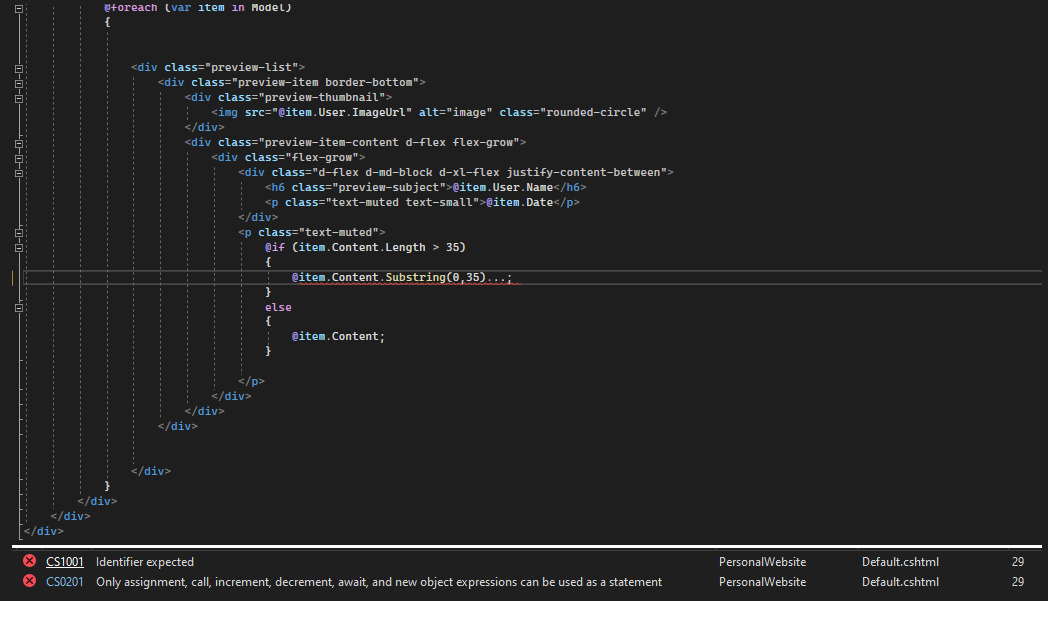 @foreach (var item in Model)
{
<div class="preview-list">
<div class="preview-item border-bottom">
<div class="preview-thumbnail">
<img src="@item.User.ImageUrl" alt="image" class="rounded-circle" />
</div>
<div class="preview-item-content d-flex flex-grow">
<div class="flex-grow">
<div class="d-flex d-md-block d-xl-flex justify-content-between">
<h6 class="preview-subject">@item.User.Name</h6>
<p class="text-muted text-small">@item.Date</p>
</div>
<p class="text-muted">
@if (item.Content.Length > 35)
{
@item.Content.Substring(0,35)...;
}
else
{
@item.Content;
}
</p>
</div>
</div>
</div>
</div>
}
</div>
</div>
</div>
CS1001 Identifier expected PersonalWebsite Default.cshtml 29
CS0201 Only assignment, call, increment, decrement, await, and new object expressions can be used as a statement PersonalWebsite Default.cshtml 29